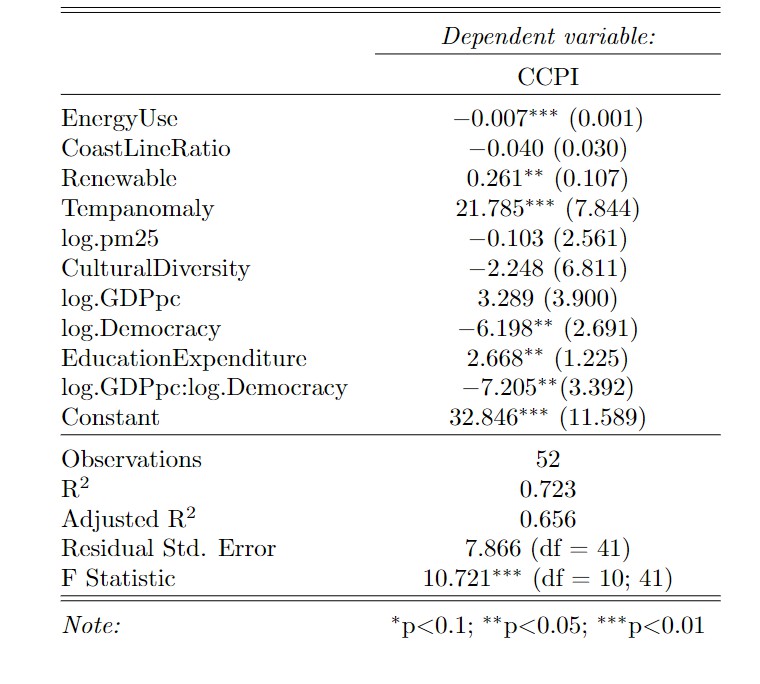 Dependent variable:
CCPI
EnergyUse −0.007*** (0.001)
CoastLineRatio −0.040 (0.030)
Renewable 0.261** (0.107)
Tempanomaly 21.785*** (7.844)
log.pm25 −0.103 (2.561)
CulturalDiversity −2.248 (6.811)
log.GDPpc 3.289 (3.900)
log.Democracy −6.198** (2.691)
EducationExpenditure 2.668** (1.225)
log.GDPpc:log.Democracy −7.205**(3.392)
Constant 32.846*** (11.589)
Observations 52
R² 0.723
Adjusted R² 0.656
Residual Std. Error 7.866 (df = 41)
F Statistic 10.721*** (df = 10; 41)
Note: *p<0.1; **p<0.05; ***p<0.01